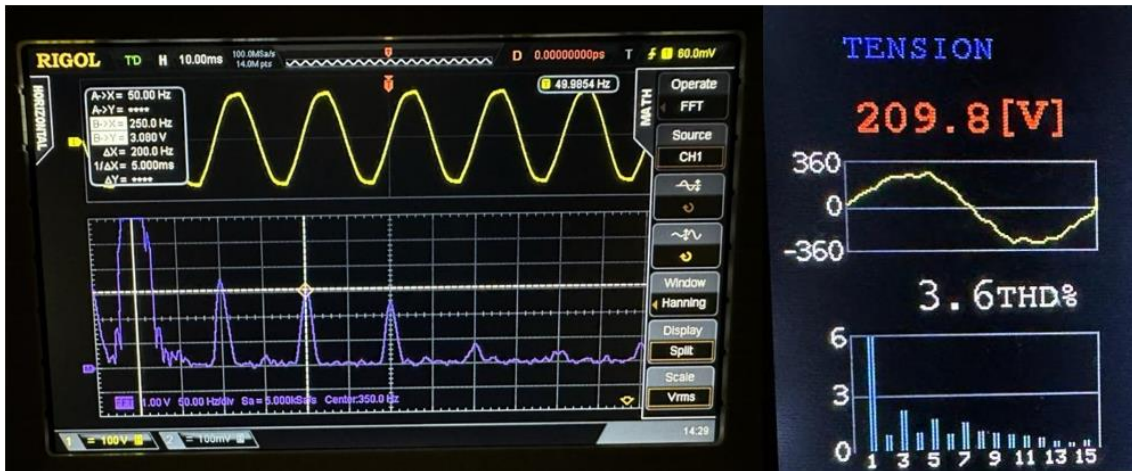 RIGOL TD H 10.00ms 100.0MSa/s 14.0M pts D 0.00000000ps T 1 60.0mV
HORIZONTAL
A->X= 50.00 Hz
A->Y= ****
B->X= 250.0 Hz
B->Y= 3.080 V
ΔX= 200.0 Hz
1/ΔX= 5.000ms
ΔY= ****
1 49.9854 Hz
MATH
Operate
FFT
Source
CH1
Window
Hanning
Display
Split
Scale
Vrms
FFT 1.00 V 50.00 Hz/div Sa = 5.000kSa/s Center:350.0 Hz
1 = 100V 2 = 100mV
14:29
TENSION
209.8[V]
360
0
-360
3.6THD%
6
3
0
1 3 5 7 9 11 13 15